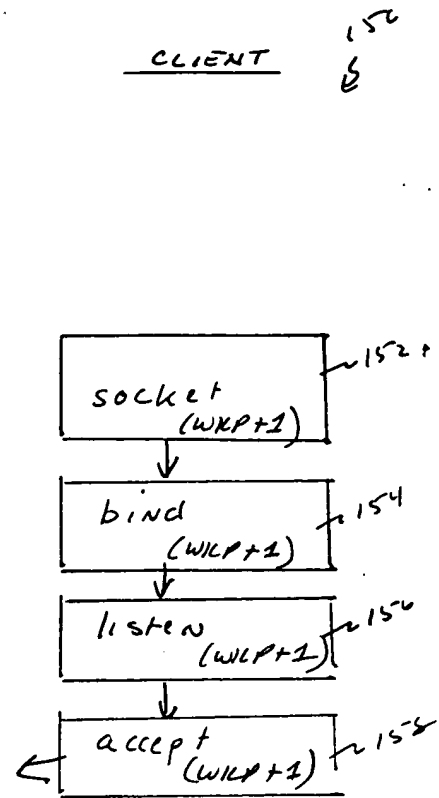 150
CLIENT
152
socket
(WKP+1)
bind
154
(WKP+1)
listen
156
(WKP+1)
accept
158
(WKP+1)